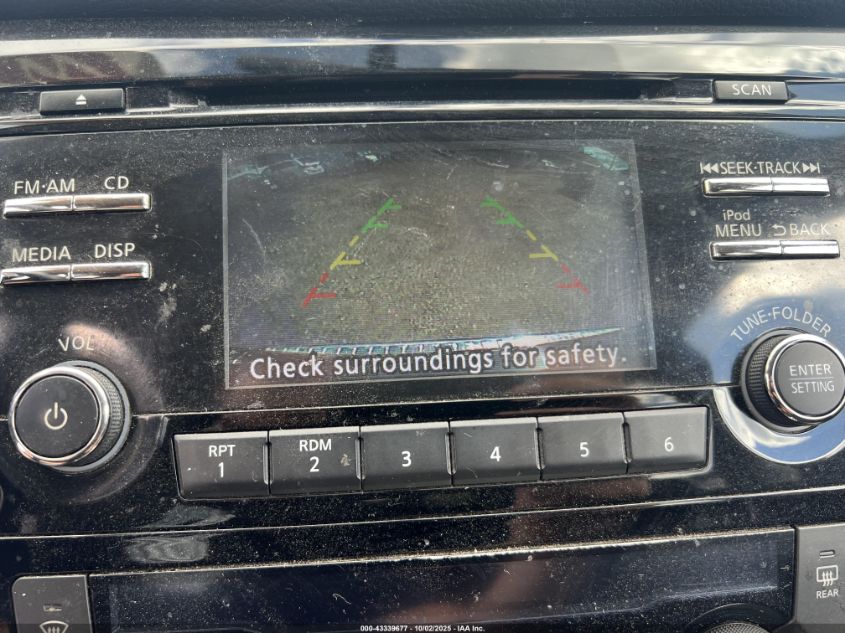 SCAN
FM·AM CD
SEEK·TRACK
iPod
MENU BACK
MEDIA DISP
TUNE·FOLDER
VOL
ENTER
SETTING
Check surroundings for safety.
RPT
1
RDM
2
3
4
5
6
REAR
000-43339677 - 10/02/2025 - IAA Inc.